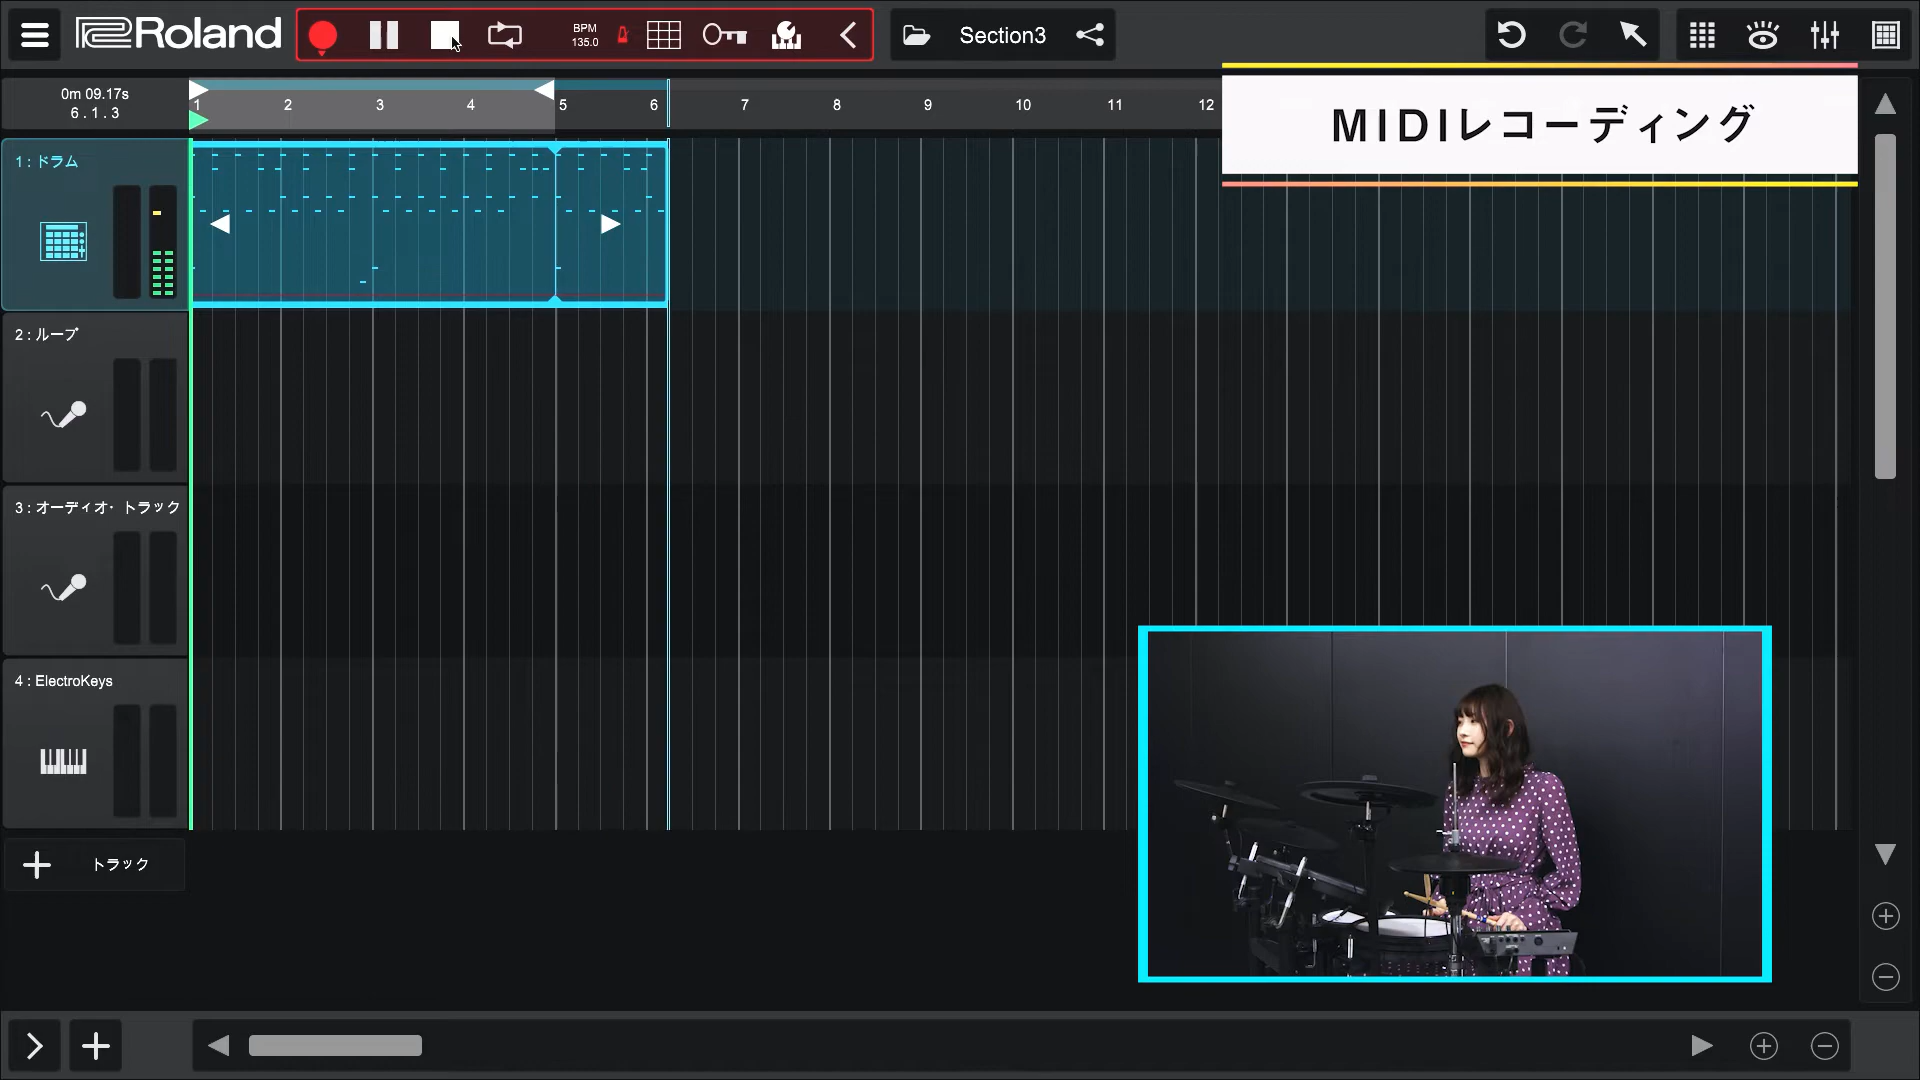 Roland
BPM
135.0
Section3
0m 09.17s
6.1.3
1 2 3 4 5 6 7 8 9 10 11 12
MIDIレコーディング
1:ドラム
2:ループ
3:オーディオ・トラック
4:ElectroKeys
トラック